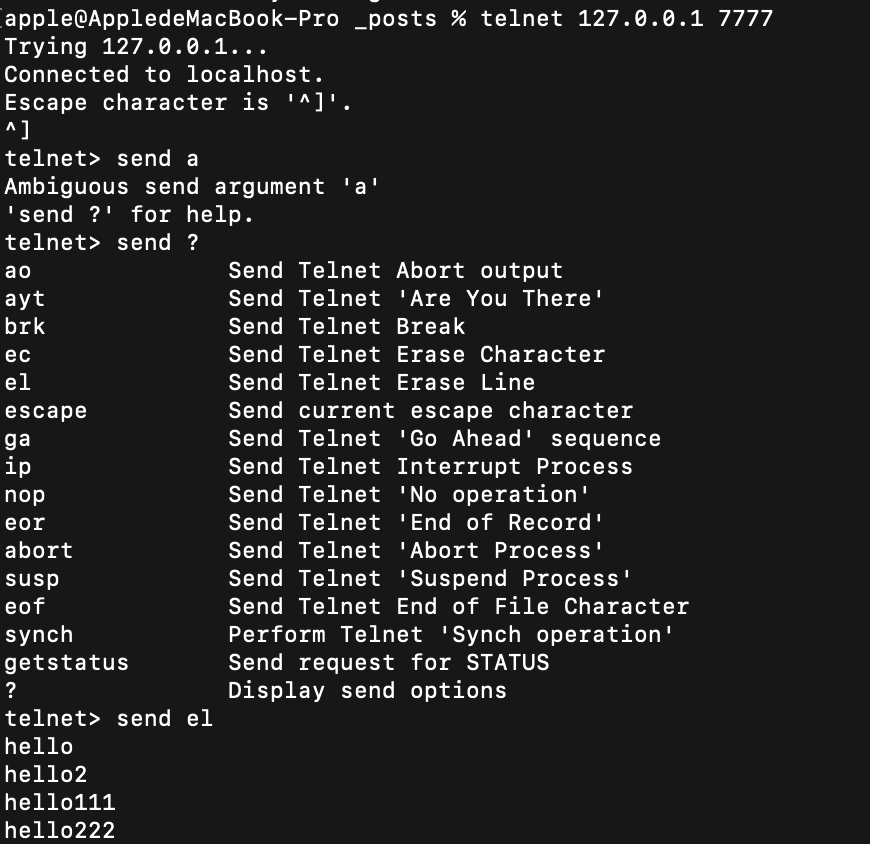 [apple@AppledeMacBook-Pro _posts % telnet 127.0.0.1 7777
Trying 127.0.0.1...
Connected to localhost.
Escape character is '^]'.
^]
telnet> send a
Ambiguous send argument 'a'
'send ?' for help.
telnet> send ?
ao Send Telnet Abort output
ayt Send Telnet 'Are You There'
brk Send Telnet Break
ec Send Telnet Erase Character
el Send Telnet Erase Line
escape Send current escape character
ga Send Telnet 'Go Ahead' sequence
ip Send Telnet Interrupt Process
nop Send Telnet 'No operation'
eor Send Telnet 'End of Record'
abort Send Telnet 'Abort Process'
susp Send Telnet 'Suspend Process'
eof Send Telnet End of File Character
synch Perform Telnet 'Synch operation'
getstatus Send request for STATUS
? Display send options
telnet> send el
hello
hello2
hello111
hello222